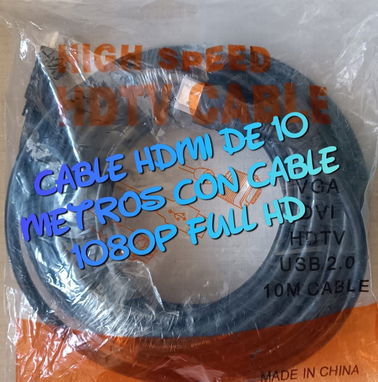 HIGH SPEED
HDTV CABLE
CABLE HDMI DE 10
METROS CON CABLE
1080P FULL HD
VGA
DVI
HDTV
USB 2.0
10M CABLE
MADE IN CHINA